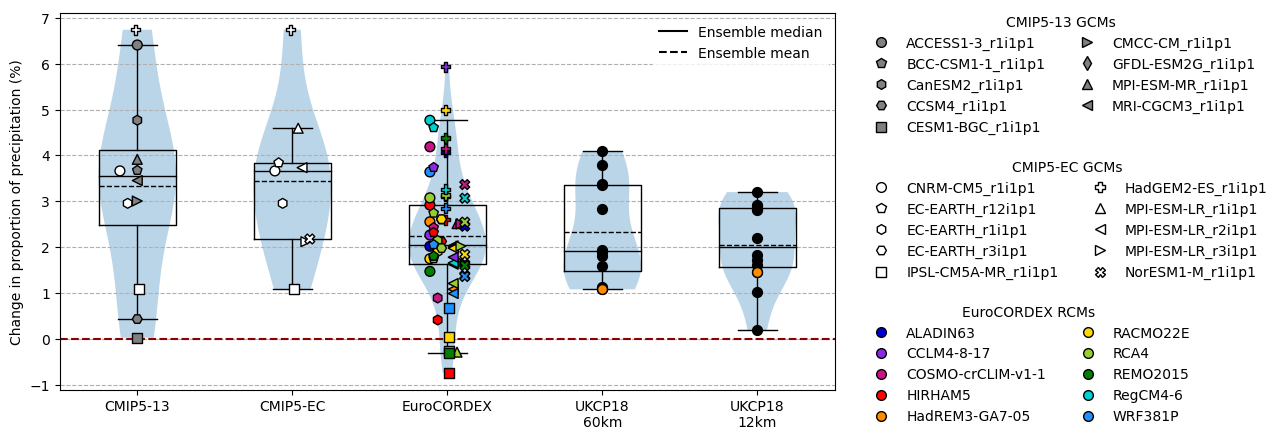 Change in proportion of precipitation (%)
7
6
5
4
3
2
1
0
−1
Ensemble median
Ensemble mean
CMIP5-13
CMIP5-EC
EuroCORDEX
UKCP18
60km
UKCP18
12km
CMIP5-13 GCMs
ACCESS1-3_r1i1p1
BCC-CSM1-1_r1i1p1
CanESM2_r1i1p1
CCSM4_r1i1p1
CESM1-BGC_r1i1p1
CMCC-CM_r1i1p1
GFDL-ESM2G_r1i1p1
MPI-ESM-MR_r1i1p1
MRI-CGCM3_r1i1p1
CMIP5-EC GCMs
CNRM-CM5_r1i1p1
EC-EARTH_r12i1p1
EC-EARTH_r1i1p1
EC-EARTH_r3i1p1
IPSL-CM5A-MR_r1i1p1
HadGEM2-ES_r1i1p1
MPI-ESM-LR_r1i1p1
MPI-ESM-LR_r2i1p1
MPI-ESM-LR_r3i1p1
NorESM1-M_r1i1p1
EuroCORDEX RCMs
ALADIN63
CCLM4-8-17
COSMO-crCLIM-v1-1
HIRHAM5
HadREM3-GA7-05
RACMO22E
RCA4
REMO2015
RegCM4-6
WRF381P